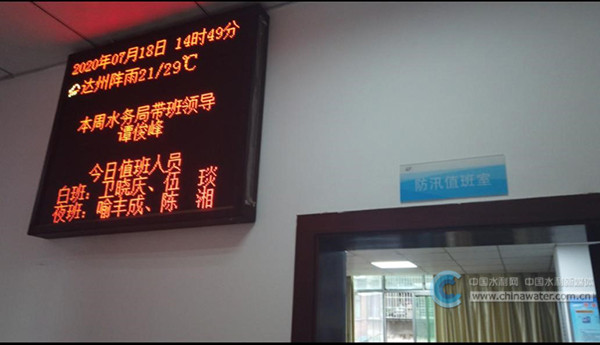 2020年07月18日 14时49分
达州阵雨21/29℃
本周水务局带班领导
谭俊峰
今日值班人员
白班：卫晓庆、伍 琰
夜班：喻丰成、陈 湘
防汛值班室
中国水利网 中国水利新媒体
www.chinawater.com.cn